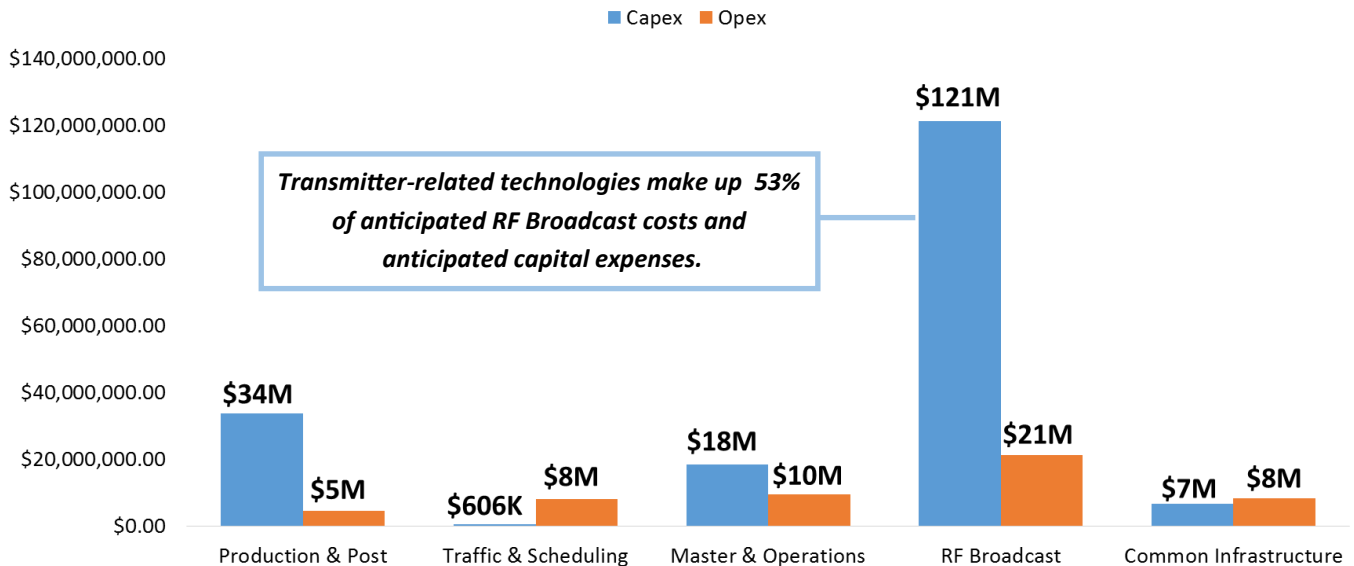 Capex Opex
$140,000,000.00
$120,000,000.00
$100,000,000.00
$80,000,000.00
$60,000,000.00
$40,000,000.00
$20,000,000.00
$0.00
Transmitter-related technologies make up 53%
of anticipated RF Broadcast costs and
anticipated capital expenses.
$34M
$5M
$606K
$8M
$18M
$10M
$121M
$21M
$7M
$8M
Production & Post
Traffic & Scheduling
Master & Operations
RF Broadcast
Common Infrastructure